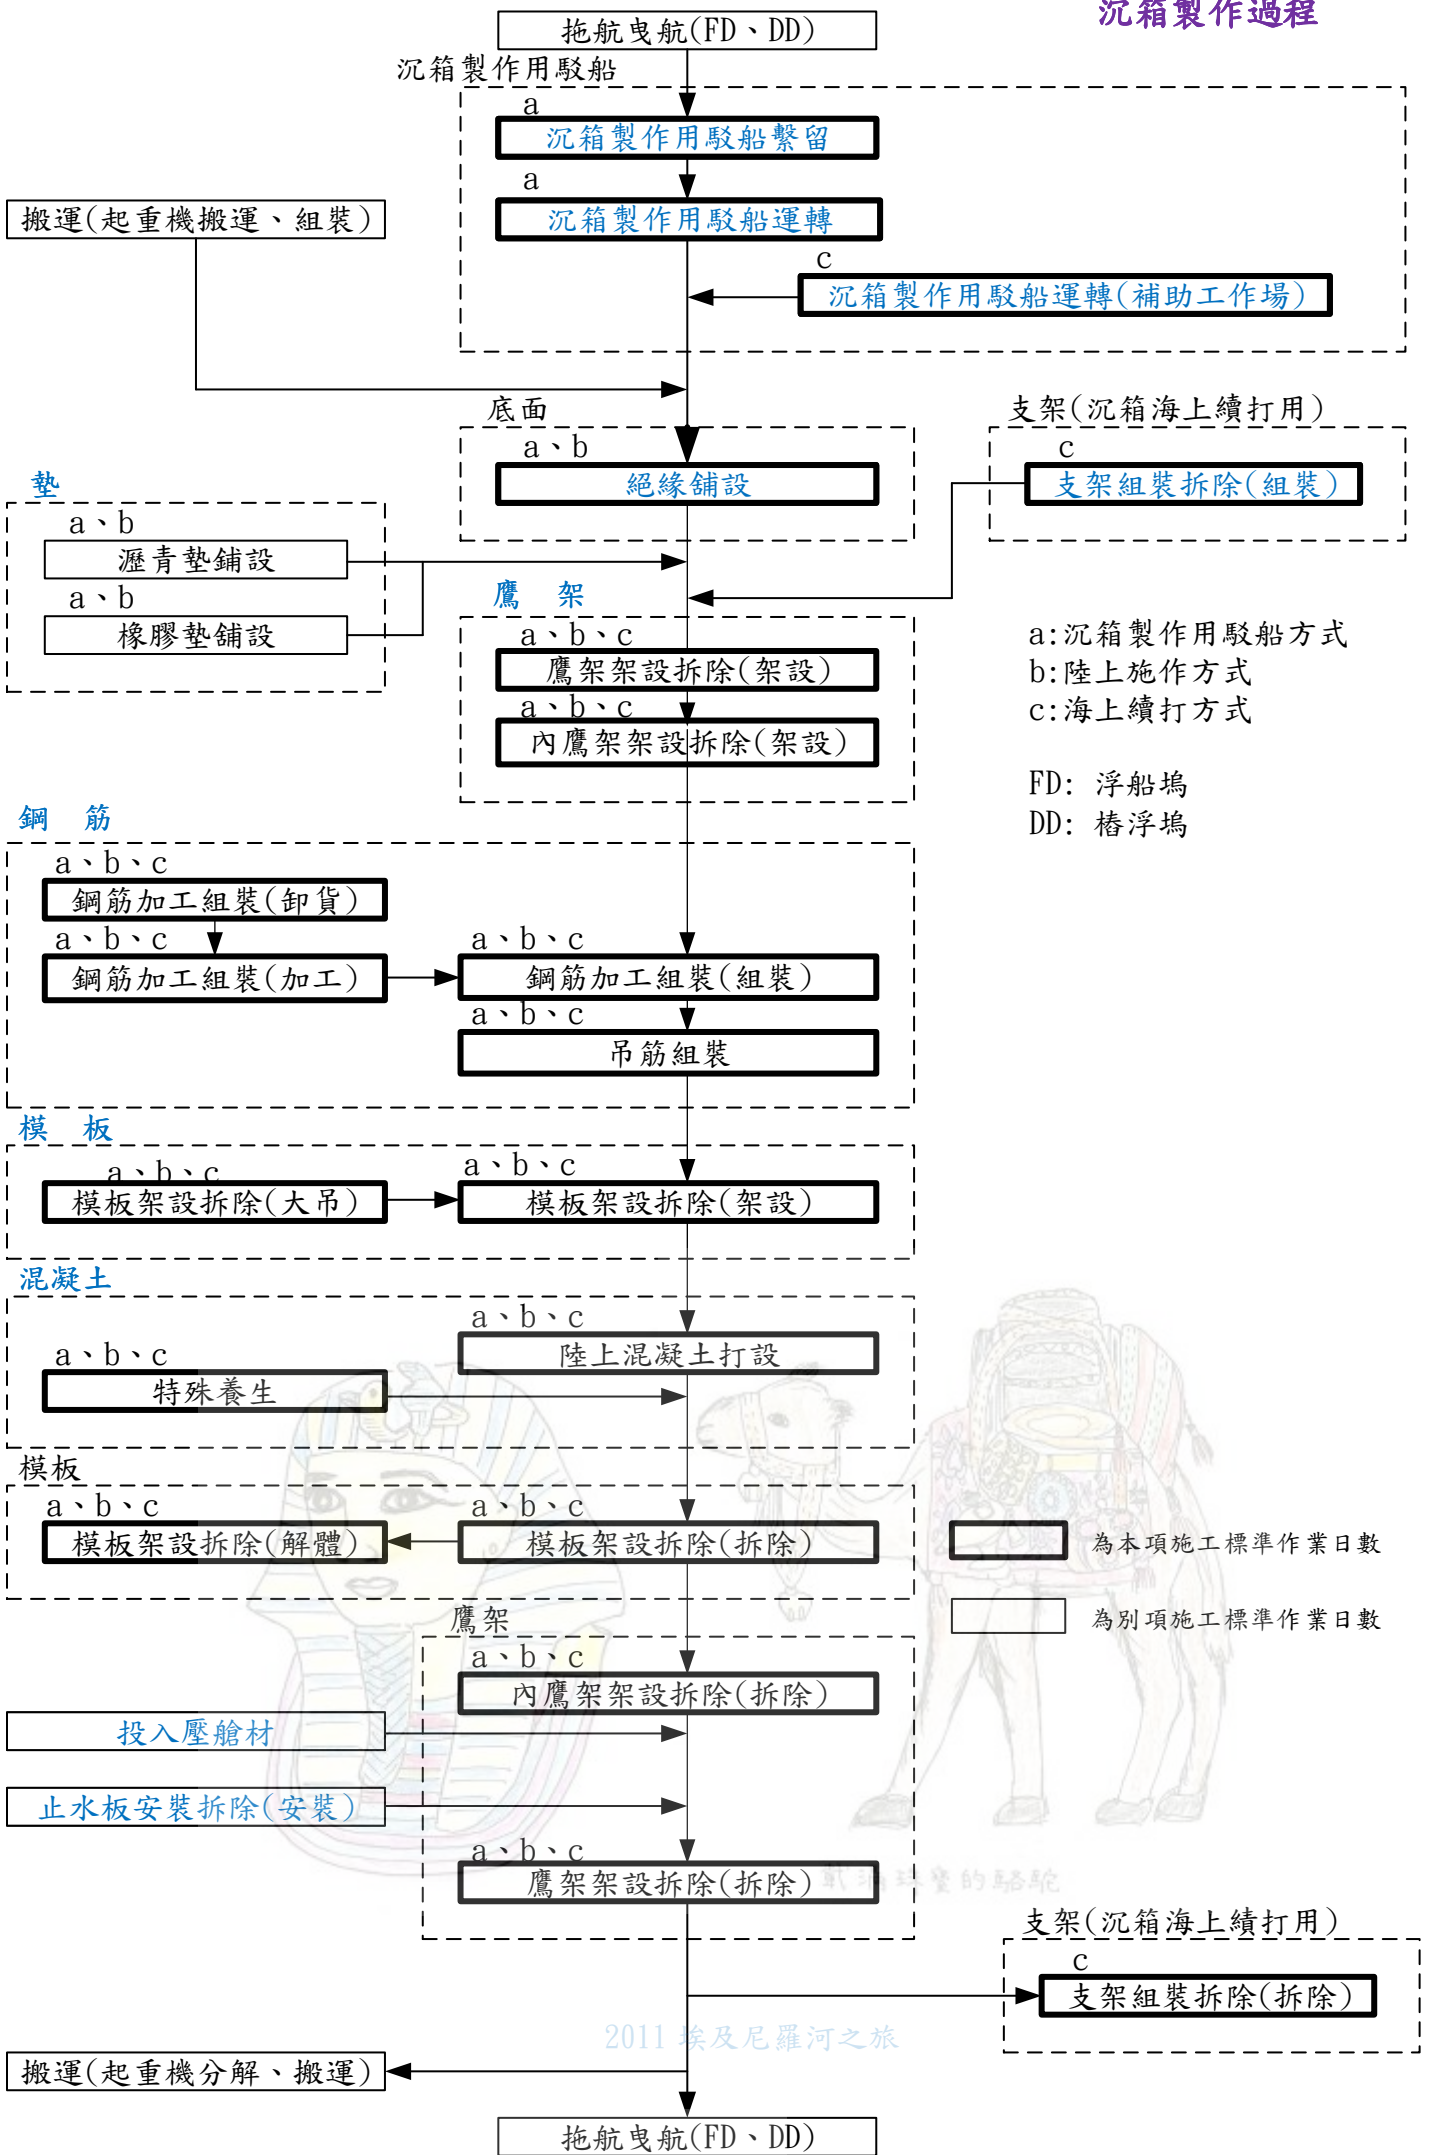 沉箱製作過程
拖航曳航(FD、DD)
沉箱製作用駁船
a
沉箱製作用駁船繫留
a
沉箱製作用駁船運轉
搬運(起重機搬運、組裝)
c
沉箱製作用駁船運轉(補助工作場)
底面
a、b
絕緣舖設
支架(沉箱海上續打用)
c
支架組裝拆除(組裝)
墊
a、b
瀝青墊鋪設
a、b
橡膠墊舖設
鷹 架
a、b、c
鷹架架設拆除(架設)
a、b、c
內鷹架架設拆除(架設)
a:沉箱製作用駁船方式
b:陸上施作方式
c:海上續打方式
FD: 浮船塢
DD: 樁浮塢
鋼 筋
a、b、c
鋼筋加工組裝(卸貨)
a、b、c
鋼筋加工組裝(加工)
a、b、c
鋼筋加工組裝(組裝)
a、b、c
吊筋組裝
模 板
a、b、c
模板架設拆除(大吊)
a、b、c
模板架設拆除(架設)
混凝土
a、b、c
陸上混凝土打設
a、b、c
特殊養生
模板
a、b、c
模板架設拆除(解體)
a、b、c
模板架設拆除(拆除)
為本項施工標準作業日數
為別項施工標準作業日數
鷹架
a、b、c
內鷹架架設拆除(拆除)
投入壓艙材
止水板安裝拆除(安裝)
a、b、c
鷹架架設拆除(拆除)
的駱駝
支架(沉箱海上續打用)
c
支架組裝拆除(拆除)
2011 埃及尼羅河之旅
搬運(起重機分解、搬運)
拖航曳航(FD、DD)